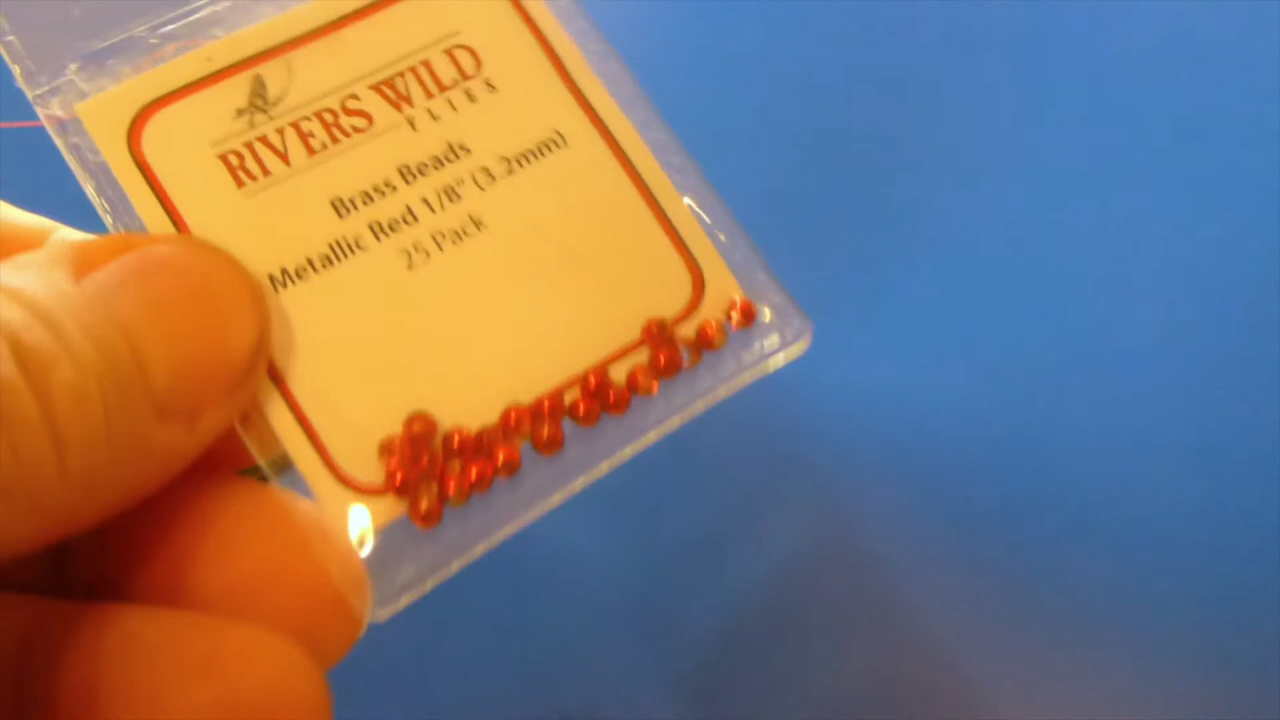 RIVERS WILD
FLIES
Brass Beads
Metallic Red 1/8" (3.2mm)
25 Pack